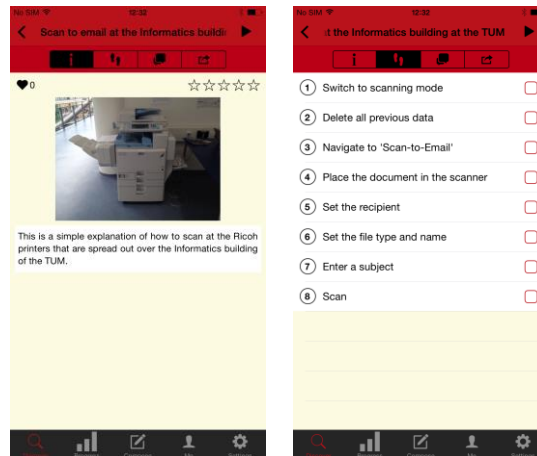 No SIM 12:32
Scan to email at the Informatics buildi
i
0
This is a simple explanation of how to scan at the Ricoh
printers that are spread out over the Informatics building
of the TUM.
No SIM 12:32
t the Informatics building at the TUM
i
1 Switch to scanning mode
2 Delete all previous data
3 Navigate to 'Scan-to-Email'
4 Place the document in the scanner
5 Set the recipient
6 Set the file type and name
7 Enter a subject
8 Scan